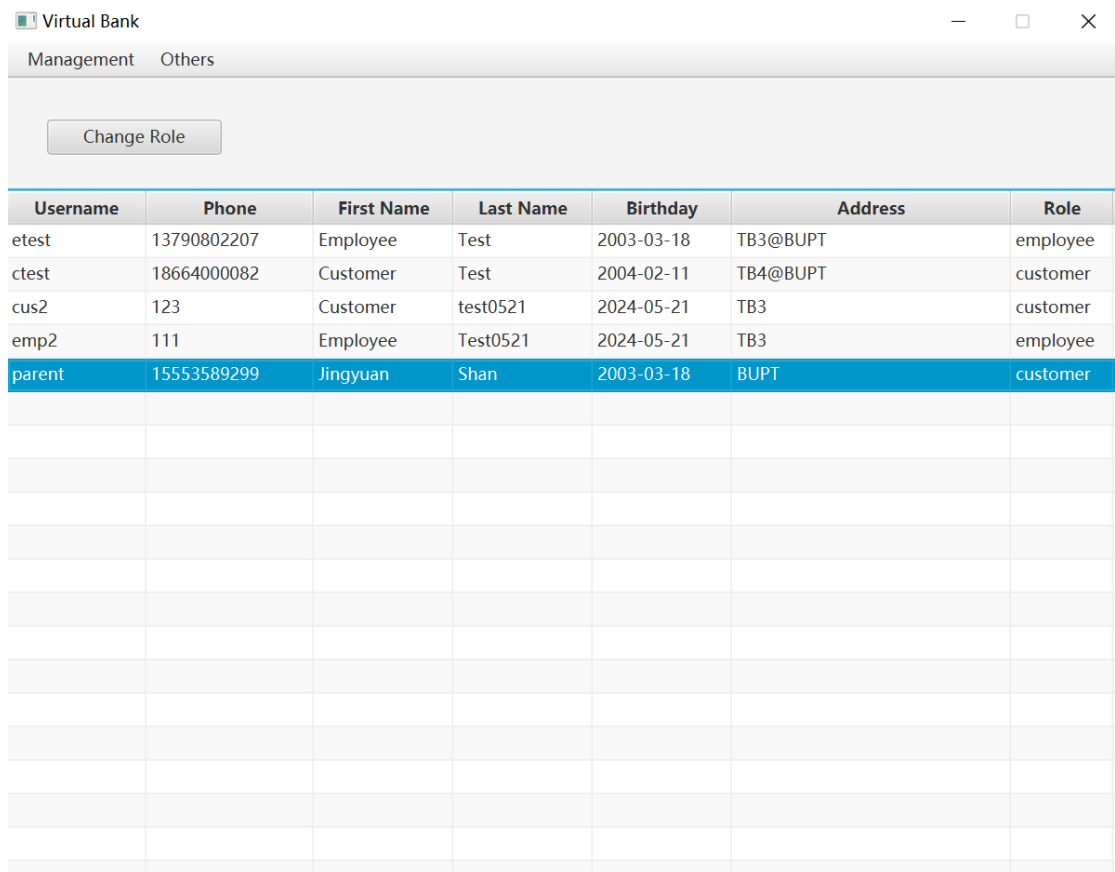 Virtual Bank
Management Others
Change Role
Username Phone First Name Last Name Birthday Address Role
etest 13790802207 Employee Test 2003-03-18 TB3@BUPT employee
ctest 18664000082 Customer Test 2004-02-11 TB4@BUPT customer
cus2 123 Customer test0521 2024-05-21 TB3 customer
emp2 111 Employee Test0521 2024-05-21 TB3 employee
parent 15553589299 Jingyuan Shan 2003-03-18 BUPT customer